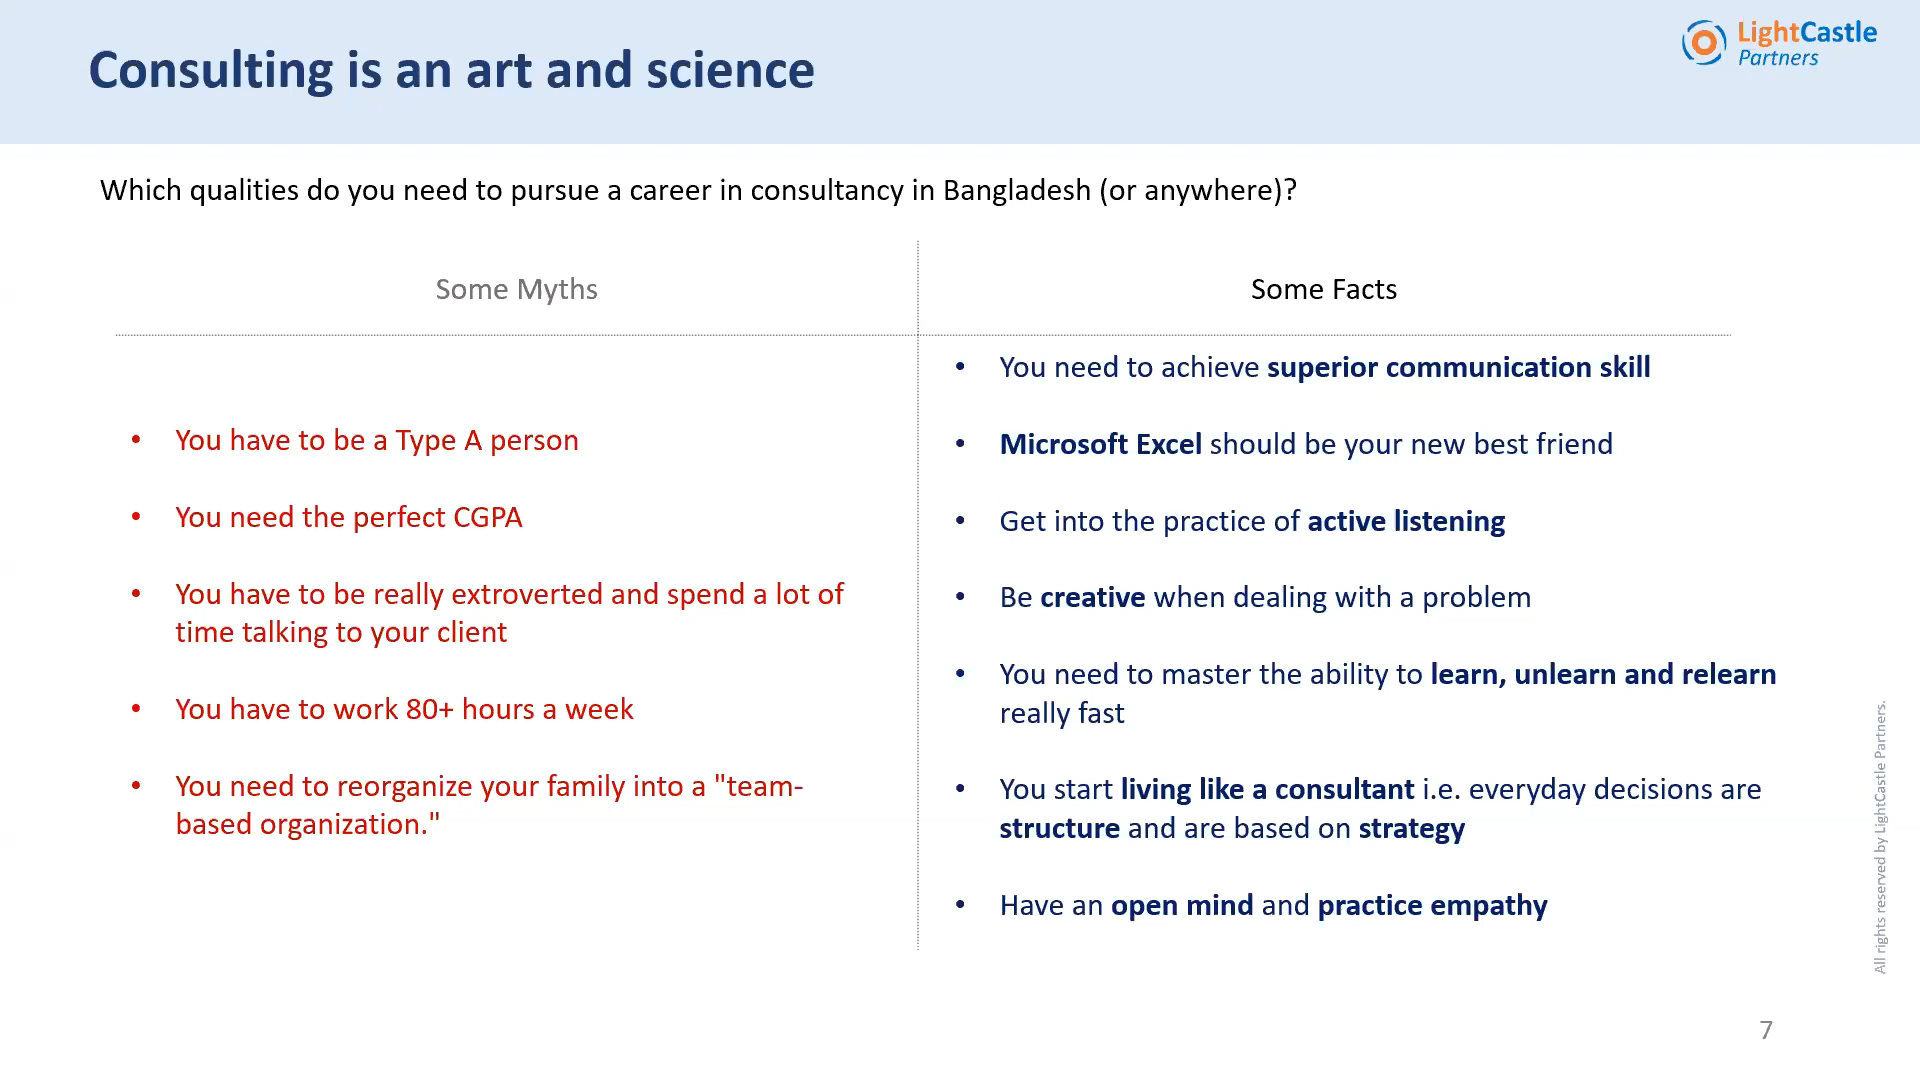 Consulting is an art and science
LightCastle
Partners
Which qualities do you need to pursue a career in consultancy in Bangladesh (or anywhere)?
Some Myths
• You have to be a Type A person
• You need the perfect CGPA
• You have to be really extroverted and spend a lot of
time talking to your client
• You have to work 80+ hours a week
• You need to reorganize your family into a "team-
based organization."
Some Facts
• You need to achieve superior communication skill
• Microsoft Excel should be your new best friend
• Get into the practice of active listening
• Be creative when dealing with a problem
• You need to master the ability to learn, unlearn and relearn
really fast
• You start living like a consultant i.e. everyday decisions are
structure and are based on strategy
• Have an open mind and practice empathy
All rights reserved by LightCastle Partners.
7